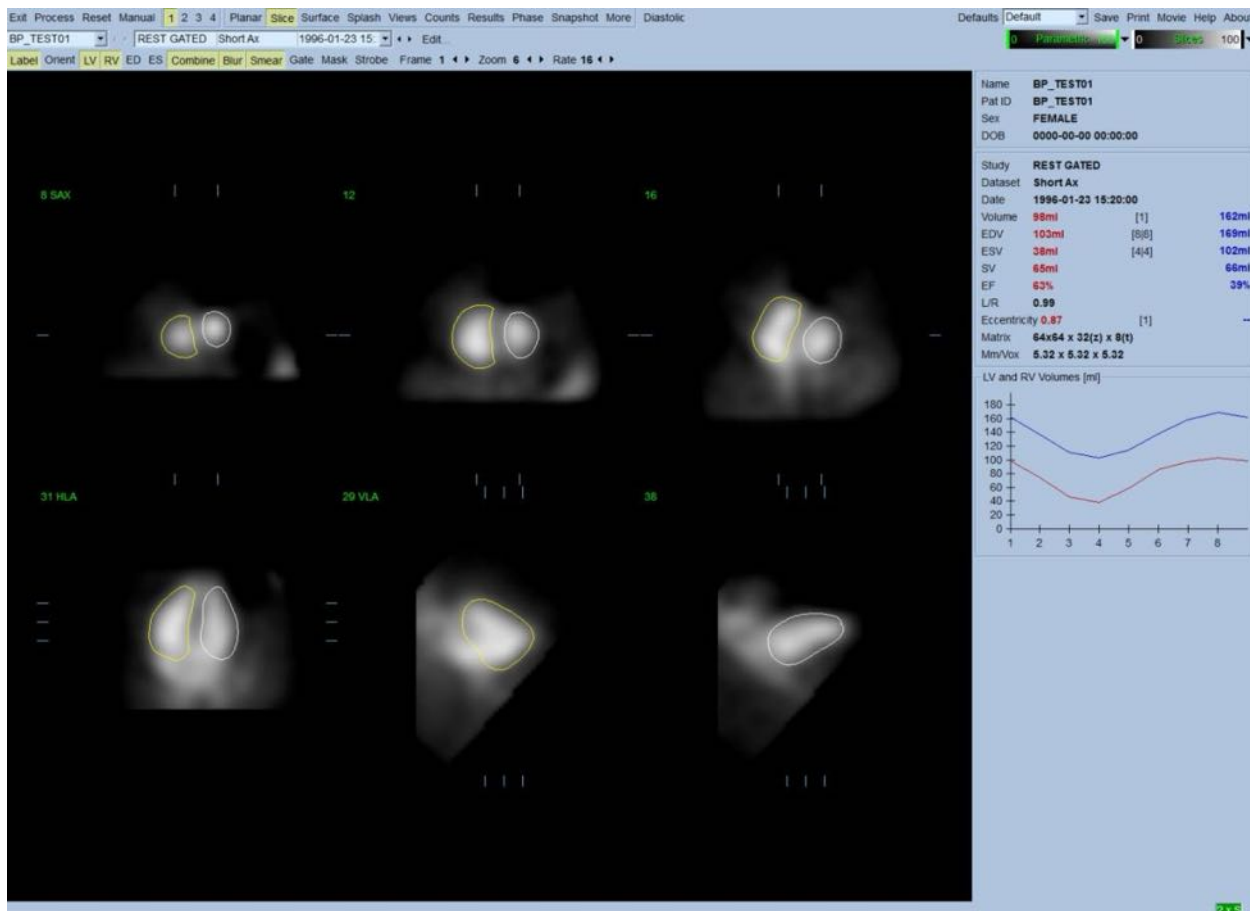 Exit Process Reset Manual 1 2 3 4 Planar Slice Surface Splash Views Counts Results Phase Snapshot More Diastolic Defaults Default Save Print Movie Help Abou
BP_TEST01 REST GATED Short Ax 1996-01-23 15: Edit... 0 Parametric 0 Slices 100
Label Orient LV RV ED ES Combine Blur Smear Gate Mask Strobe Frame 1 Zoom 6 Rate 16
8 SAX 12 16
31 HLA 29 VLA 38
Name BP_TEST01
Pat ID BP_TEST01
Sex FEMALE
DOB 0000-00-00 00:00:00
Study REST GATED
Dataset Short Ax
Date 1996-01-23 15:20:00
Volume 98ml [1] 162ml
EDV 103ml [8|6] 169ml
ESV 38ml [4|4] 102ml
SV 65ml 66ml
EF 63% 39%
L/R 0.99
Eccentricity 0.87 [1] --
Matrix 64x64 x 32(z) x 8(t)
Mm/Vox 5.32 x 5.32 x 5.32
LV and RV Volumes [ml]
180
160
140
120
100
80
60
40
20
0
1 2 3 4 5 6 7 8